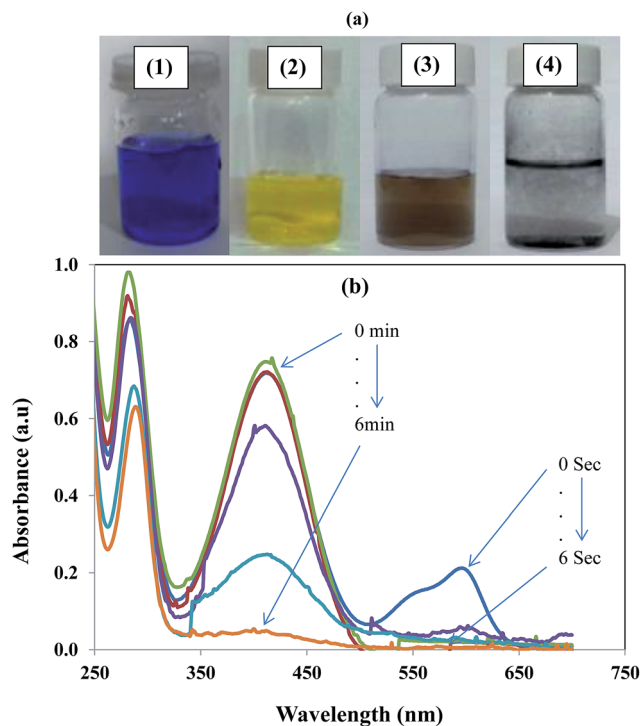 (a)
(1) (2) (3) (4)
(b)
1.0
0.8
0.6
0.4
0.2
0.0
Absorbance (a.u)
0 min
.
.
.
6min
0 Sec
.
.
.
6 Sec
250 350 450 550 650 750
Wavelength (nm)